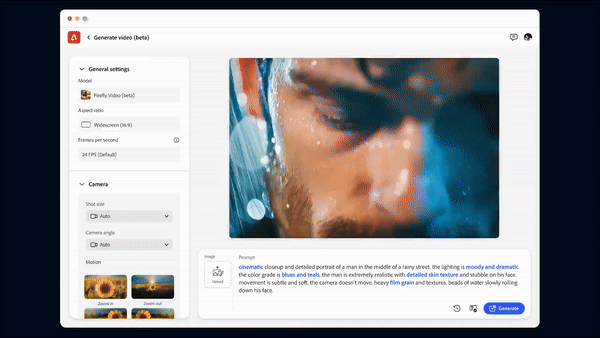 Generate video (beta)
General settings
Model
Firefly Video (beta)
Aspect ratio
Widescreen (16:9)
Frames per second
24 FPS (Default)
Camera
Shot size
Auto
Camera angle
Auto
Motion
Zoom in
Zoom out
Image
Upload
Prompt
cinematic closeup and detailed portrait of a man in the middle of a rainy street. the lighting is moody and dramatic.
the color grade is blues and teals. the man is extremely realistic with detailed skin texture and stubble on his face.
movement is subtle and soft. the camera doesn't move. heavy film grain and textures. beads of water slowly rolling
down his face.
Generate